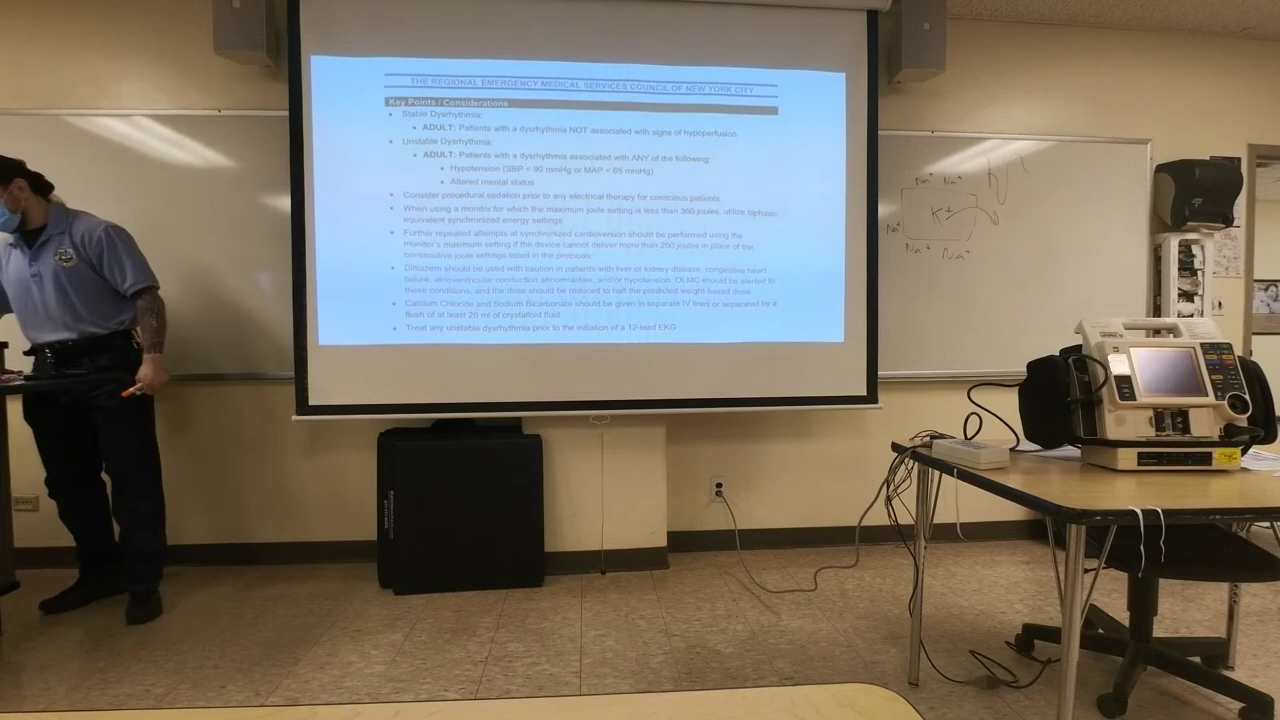 THE REGIONAL EMERGENCY MEDICAL SERVICES COUNCIL OF NEW YORK CITY
Key Points / Considerations
• Stable Dysrhythmia:
• ADULT: Patients with a dysrhythmia NOT associated with signs of hypoperfusion
• Unstable Dysrhythmia:
• ADULT: Patients with a dysrhythmia associated with ANY of the following:
• Hypotension (SBP < 90 mmHg or MAP < 65 mmHg)
• Altered mental status
• Consider procedural sedation prior to any electrical therapy for conscious patients
• When using a monitor for which the maximum joule setting is less than 360 joules, utilize biphasic
equivalent synchronized energy settings
• Further repeated attempts at synchronized cardioversion should be performed using the
monitor's maximum setting if the device cannot deliver more than 200 joules in place of the
consecutive joule settings listed in the protocols
• Diltiazem should be used with caution in patients with liver or kidney disease, congestive heart
failure, atrioventricular conduction abnormalities, and/or hypotension. OLMC should be alerted to
these conditions, and the dose should be reduced to half the predicted weight-based dose
• Calcium Chloride and Sodium Bicarbonate should be given in separate IV lines or separated by a
flush of at least 20 ml of crystalloid fluid
• Treat any unstable dysrhythmia prior to the initiation of a 12-lead EKG
Na+ Na+
K+
Na+
Na+ Na+